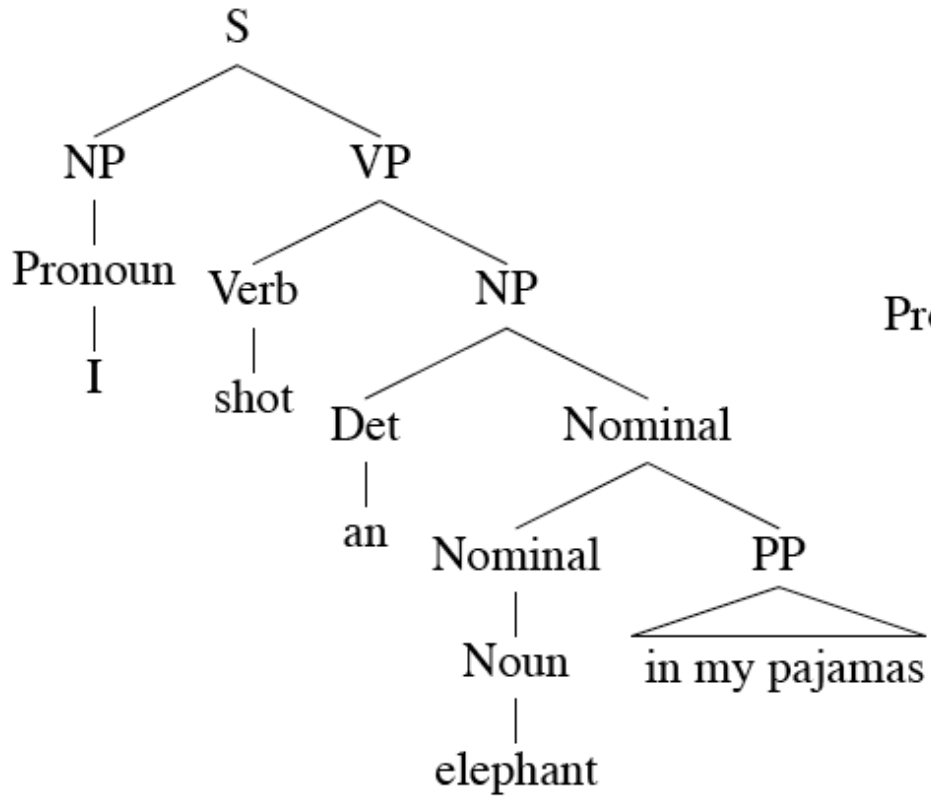 S
NP VP
Pronoun Verb NP
I shot Det Nominal
an Nominal PP
Noun in my pajamas
elephant